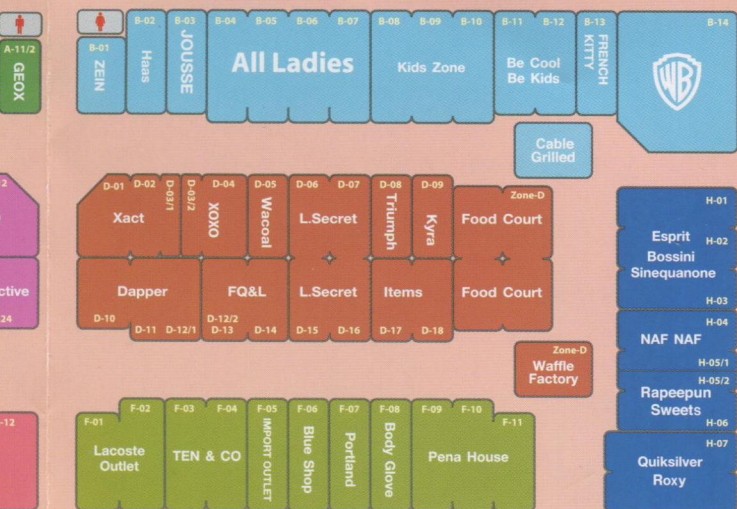 A-11/2
GEOX
B-01
ZEIN
B-02
Haas
B-03
JOUSSE
B-04 B-05 B-06 B-07
All Ladies
B-08 B-09 B-10
Kids Zone
B-11 B-12
Be Cool
Be Kids
B-13
FRENCH
KITTY
B-14
WB
Cable
Grilled
D-01 D-02 D-03/1
Xact
D-03/2 D-04
XOXO
D-05
Wacoal
D-06 D-07
L.Secret
D-08
Triumph
D-09
Kyra
Zone-D
Food Court
H-01
Esprit H-02
Bossini
Sinequanone
H-03
2
ctive
24
Dapper
D-10
D-11 D-12/1
FQ&L
D-12/2
D-13 D-14
L.Secret
D-15 D-16
Items
D-17 D-18
Food Court
H-04
NAF NAF
H-05/1
Zone-D
Waffle
Factory
H-05/2
Rapeepun
Sweets
H-06
-12
F-01 F-02
Lacoste
Outlet
F-03 F-04
TEN & CO
F-05
IMPORT OUTLET
F-06
Blue Shop
F-07
Portland
F-08
Body Glove
F-09 F-10 F-11
Pena House
H-07
Quiksilver
Roxy